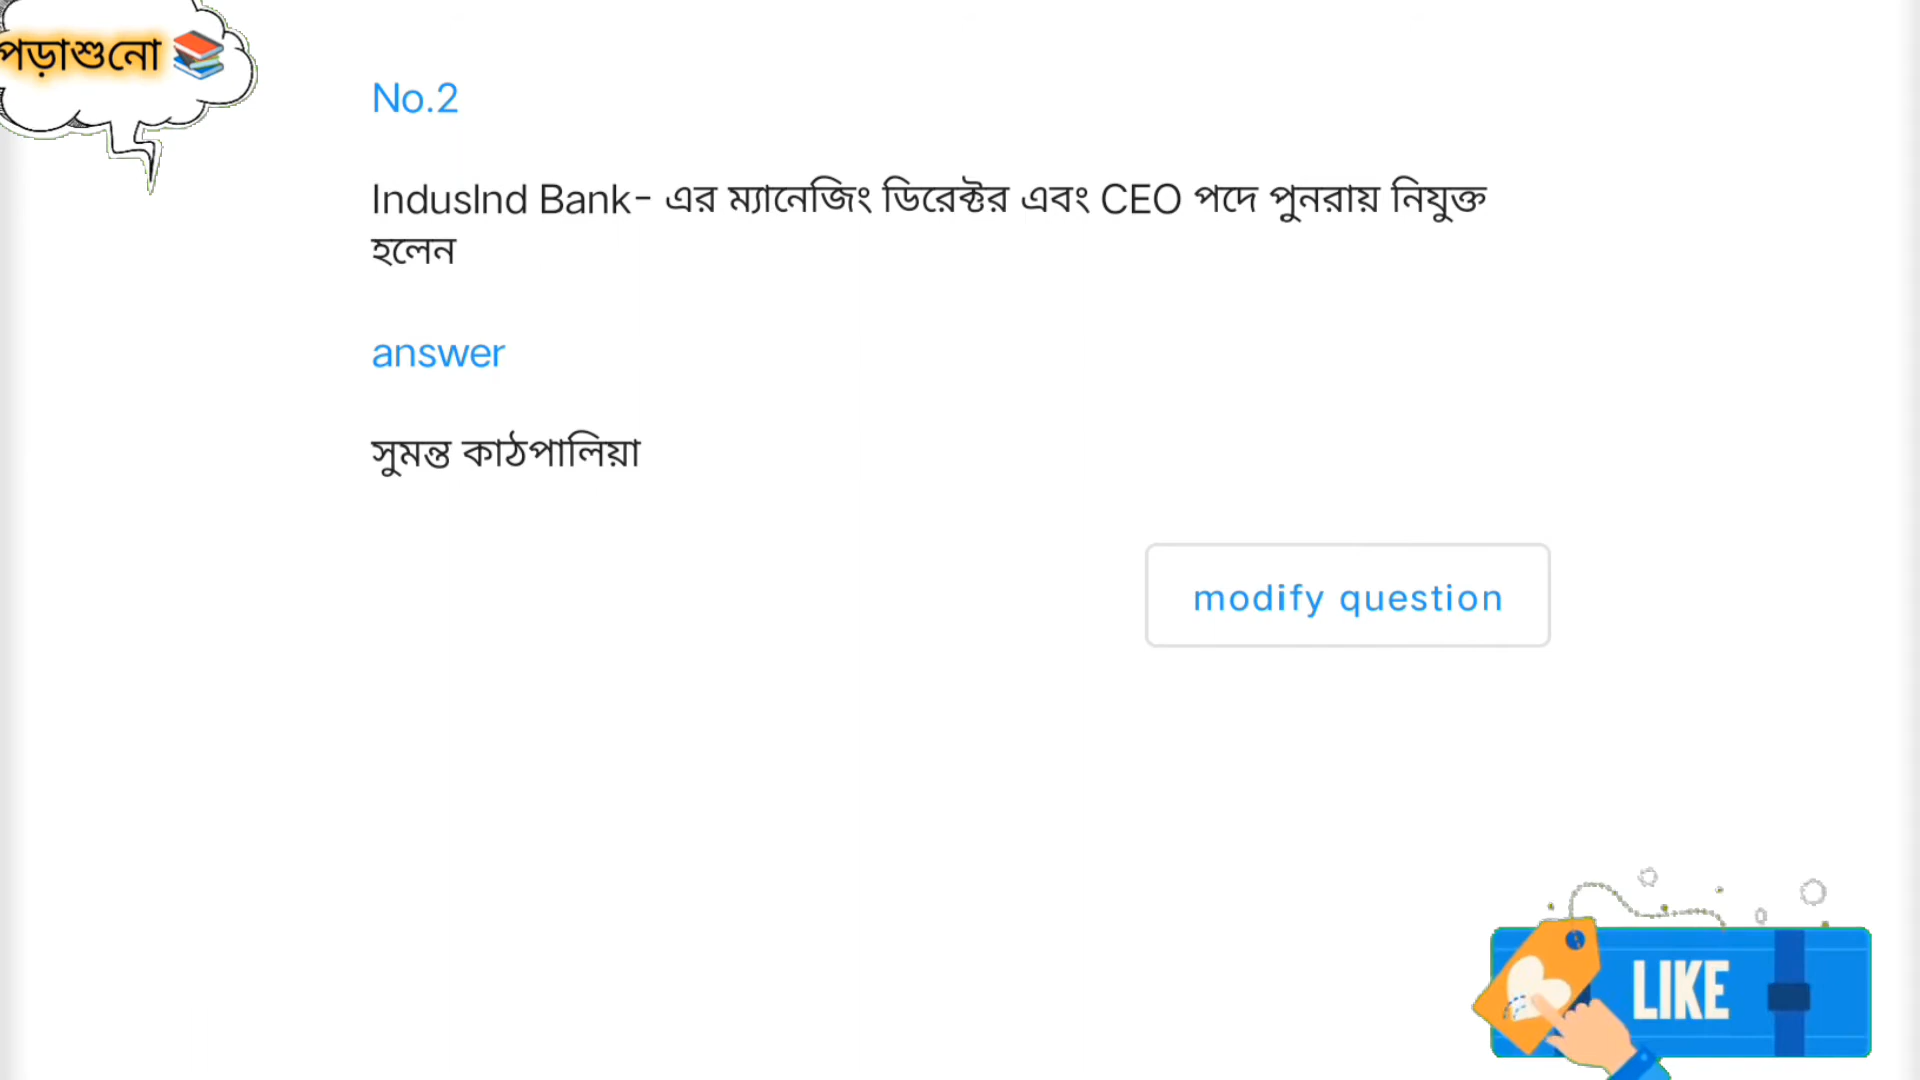 পড়াশুনো
No.2
IndusInd Bank- এর ম্যানেজিং ডিরেক্টর এবং CEO পদে পুনরায় নিযুক্ত
হলেন
answer
সুমন্ত কাঠপালিয়া
modify question
LIKE